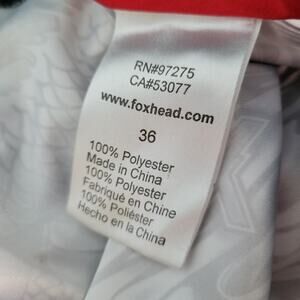 RN#97275
CA#53077
www.foxhead.com
36
100% Polyester
Made in China
100% Polyester
Fabriqué en Chine
100% Poliéster
Hecho en la China